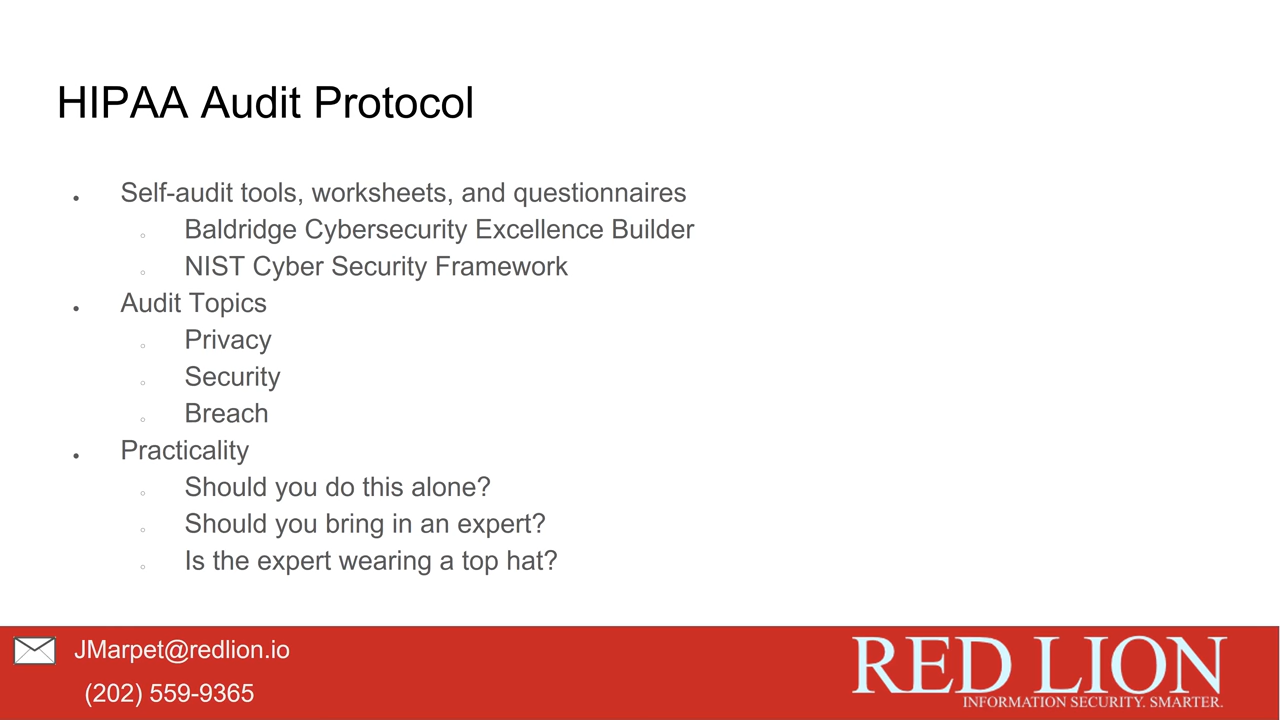 HIPAA Audit Protocol
Self-audit tools, worksheets, and questionnaires
Baldridge Cybersecurity Excellence Builder
NIST Cyber Security Framework
Audit Topics
Privacy
Security
Breach
Practicality
Should you do this alone?
Should you bring in an expert?
Is the expert wearing a top hat?
JMarpet@redlion.io
(202) 559-9365
RED LION
INFORMATION SECURITY. SMARTER.